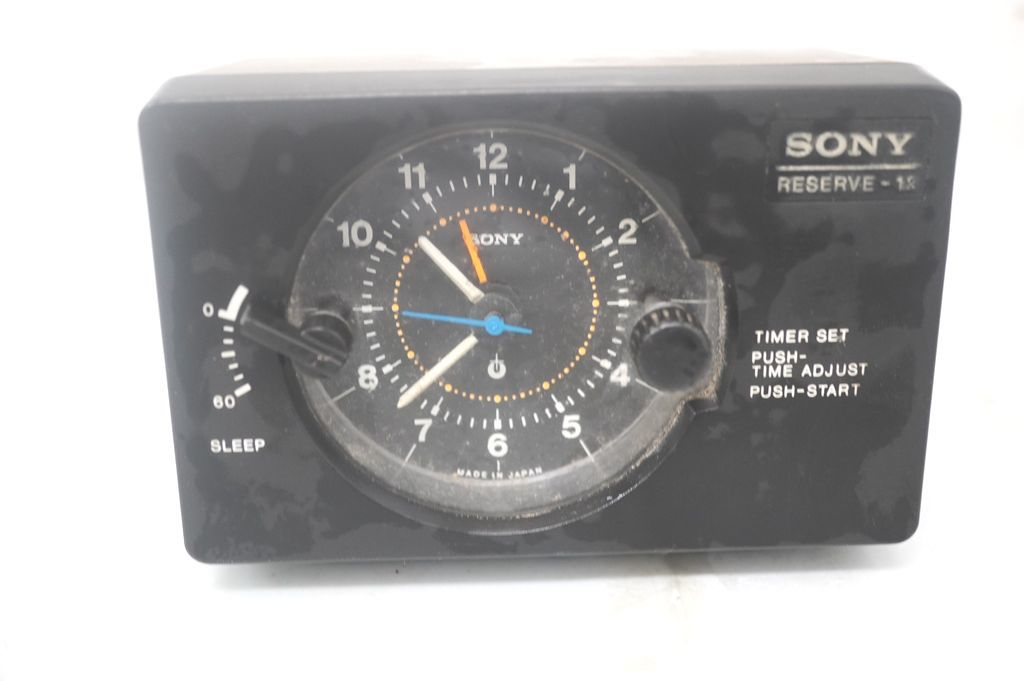 SONY
RESERVE - 12
12
11
1
10
2
SONY
0
8
4
60
7
5
6
MADE IN JAPAN
SLEEP
TIMER SET
PUSH-
TIME ADJUST
PUSH-START